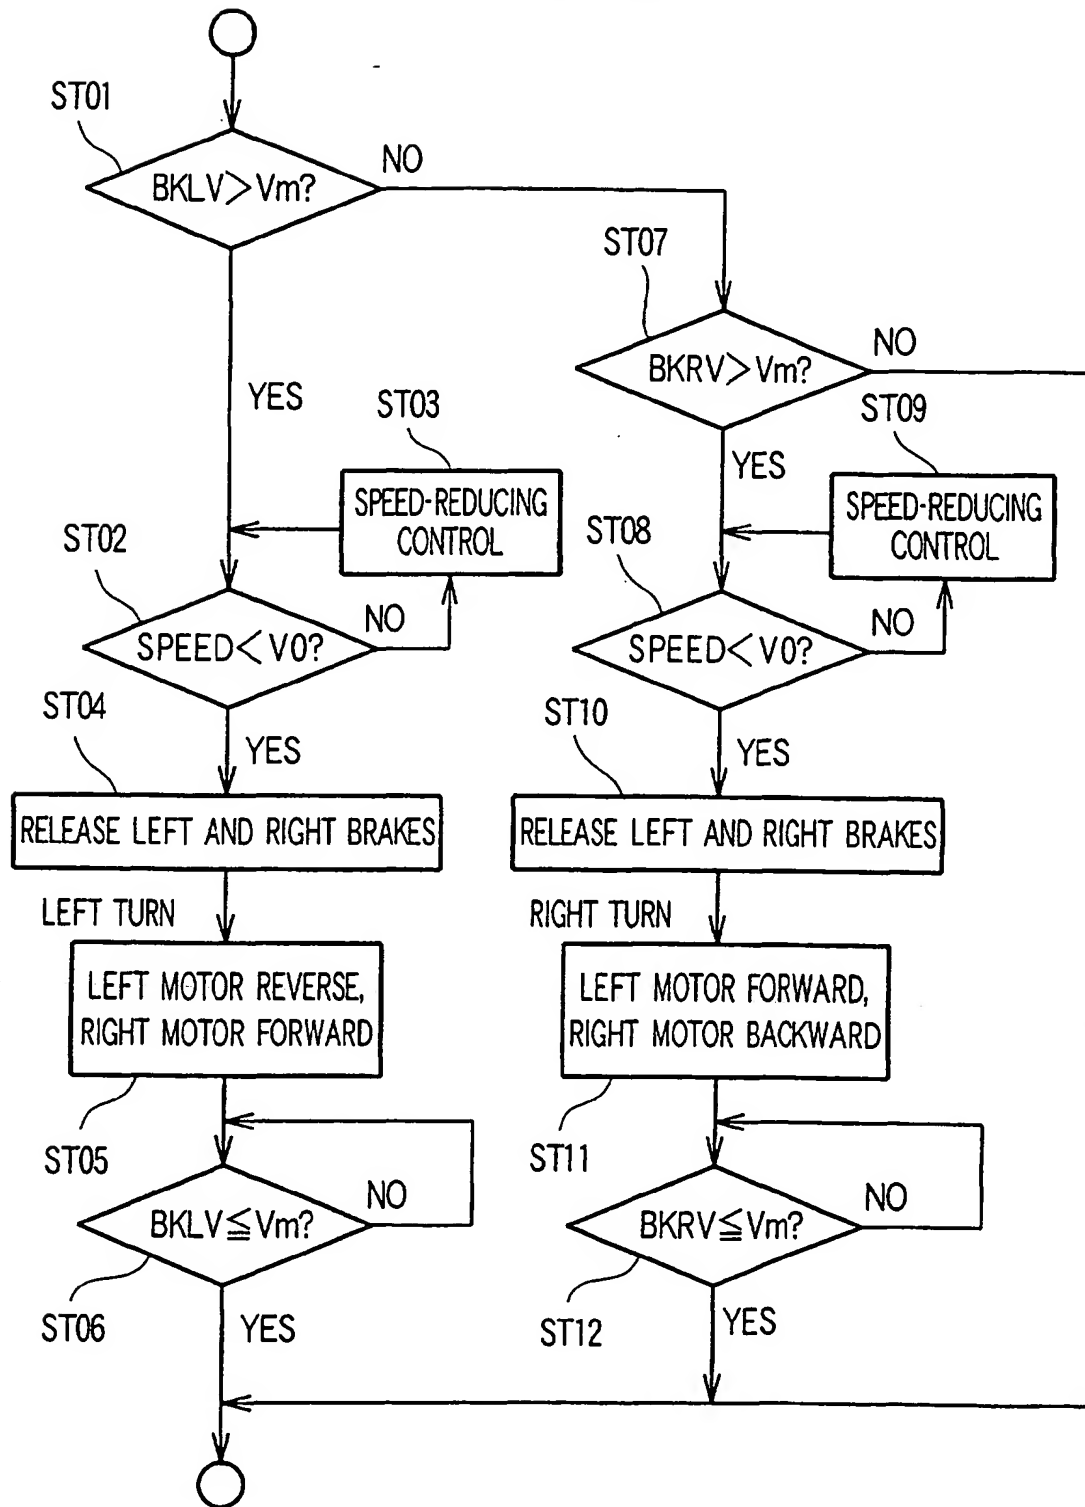 ST01
BKLV>Vm?
NO
YES
ST07
BKRV>Vm?
NO
YES
ST03
SPEED-REDUCING
CONTROL
ST02
SPEED<V0?
NO
YES
ST09
SPEED-REDUCING
CONTROL
ST08
SPEED<V0?
NO
YES
ST04
RELEASE LEFT AND RIGHT BRAKES
ST10
RELEASE LEFT AND RIGHT BRAKES
LEFT TURN
LEFT MOTOR REVERSE,
RIGHT MOTOR FORWARD
ST05
RIGHT TURN
LEFT MOTOR FORWARD,
RIGHT MOTOR BACKWARD
ST11
BKLV≦Vm?
NO
ST06
YES
BKRV≦Vm?
NO
ST12
YES